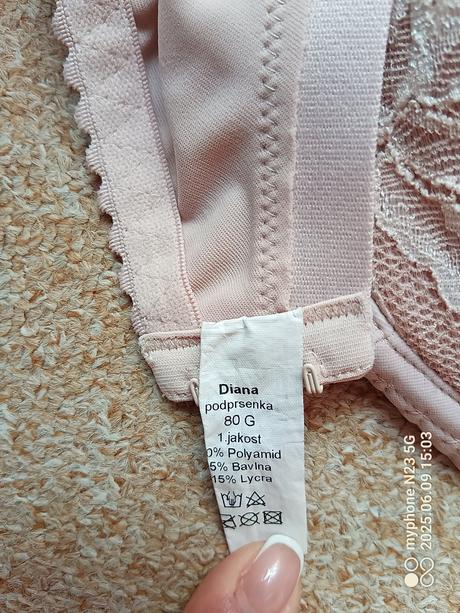 Diana
podprsenka
80 G
1.jakost
0% Polyamid
5% Bavlna
15% Lycra
myphone N23 5G
2025 06 09 15:03